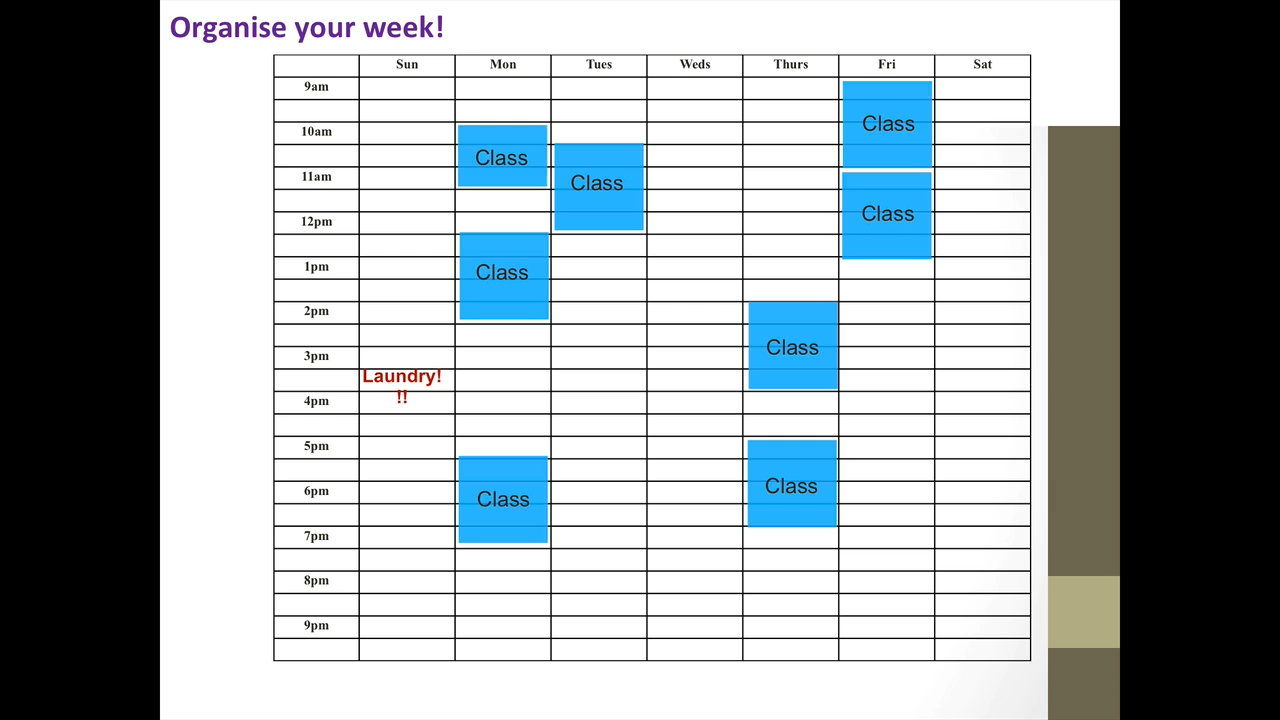 Organise your week!
Sun Mon Tues Weds Thurs Fri Sat
9am
Class
10am
Class
11am
Class
Class
12pm
1pm
Class
2pm
3pm
Class
Laundry!
!!
4pm
5pm
6pm
Class
Class
7pm
8pm
9pm